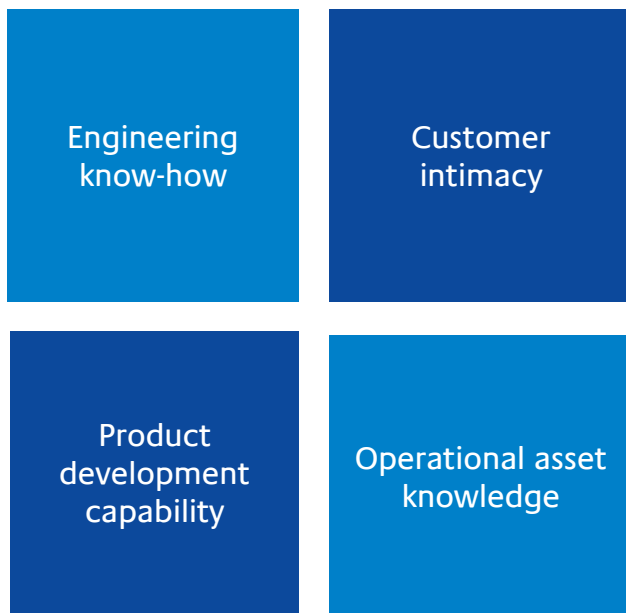 Engineering
know-how
Customer
intimacy
Product
development
capability
Operational asset
knowledge